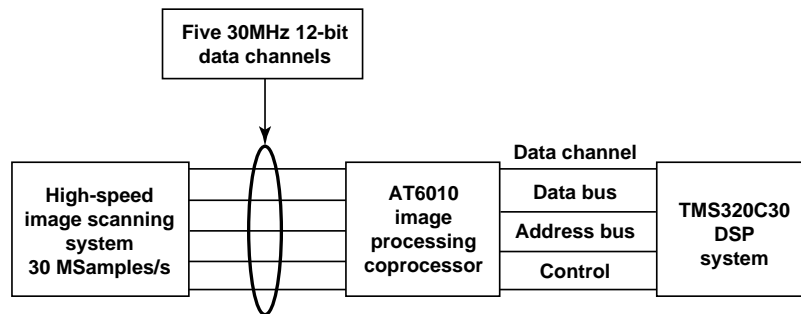 Five 30MHz 12-bit
data channels
High-speed
image scanning
system
30 MSamples/s
AT6010
image
processing
coprocessor
Data channel
Data bus
Address bus
Control
TMS320C30
DSP
system